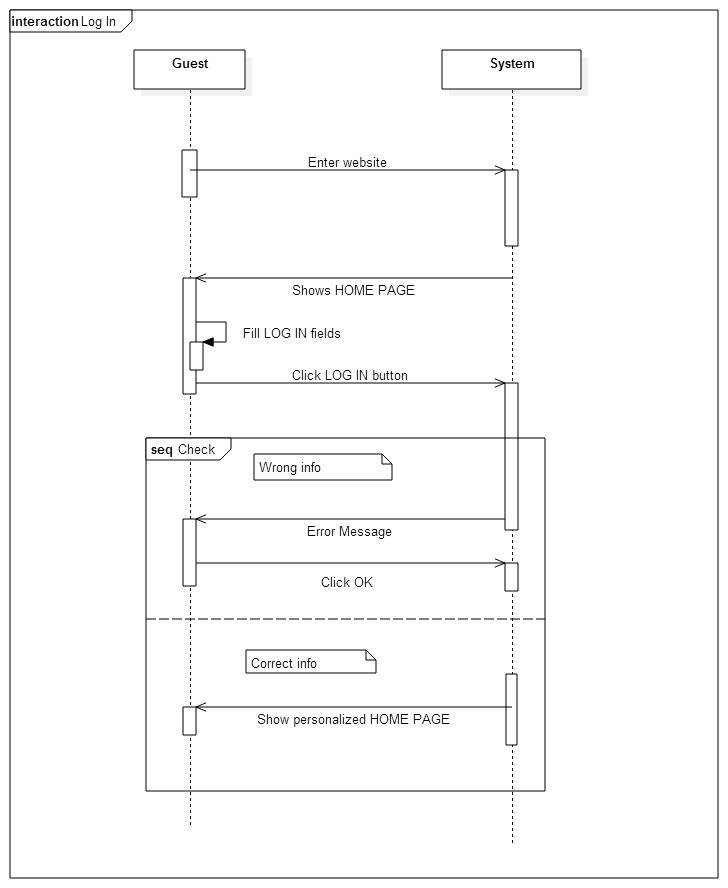 interaction Log In
Guest
System
Enter website
Shows HOME PAGE
Fill LOG IN fields
Click LOG IN button
seq Check
Wrong info
Error Message
Click OK
Correct info
Show personalized HOME PAGE